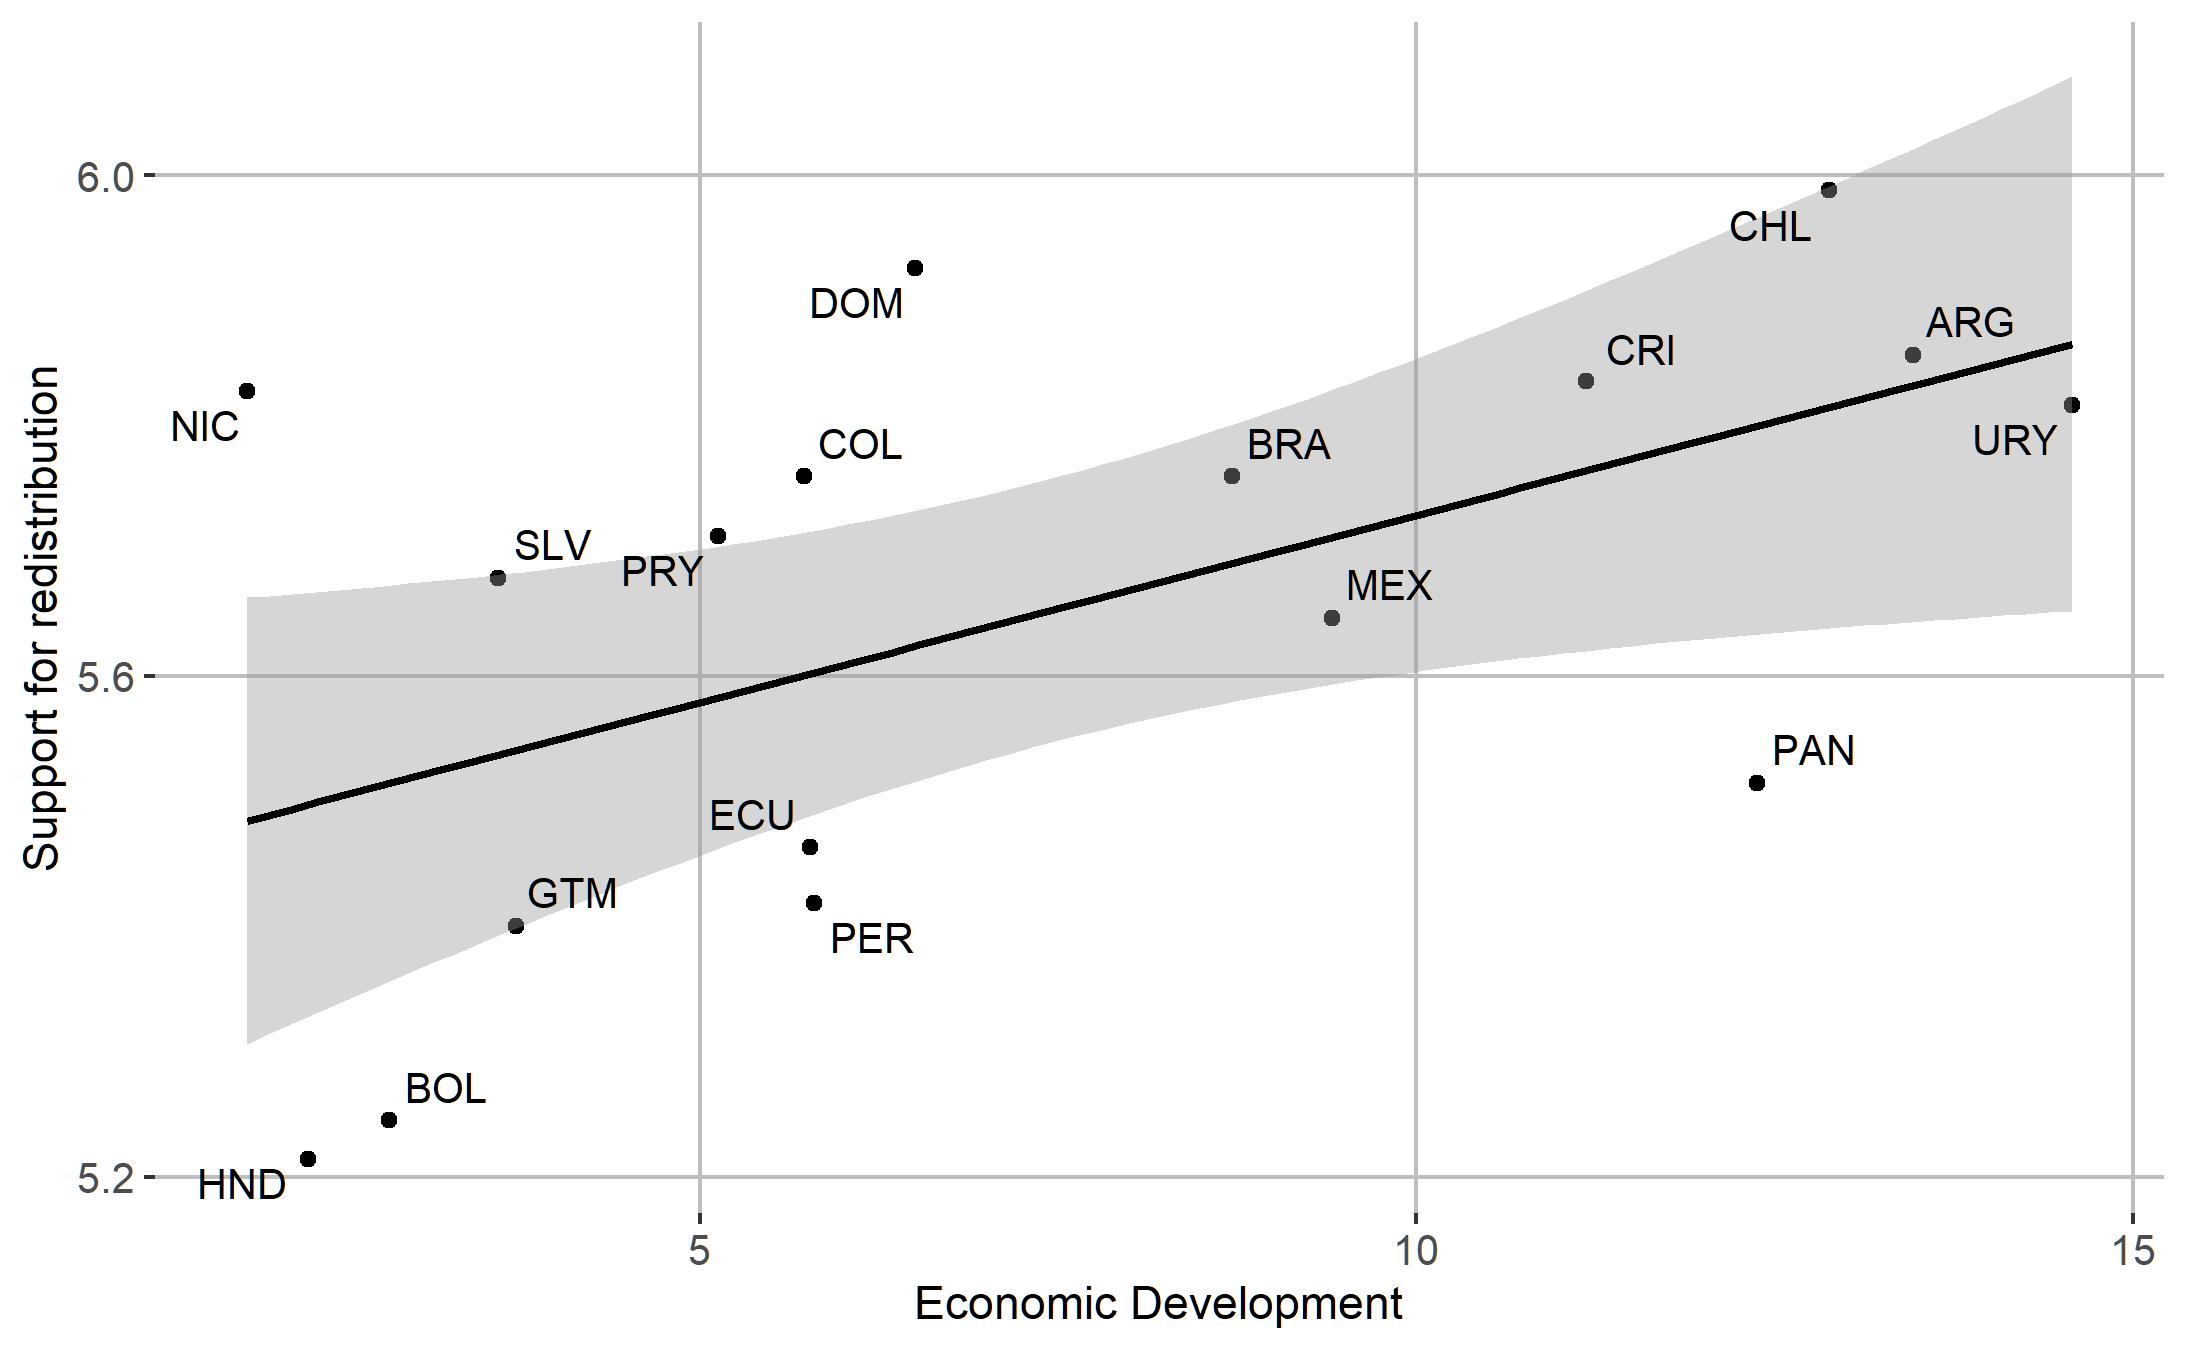 6.0
CHL
DOM
ARG
CRI
NIC
COL
BRA
URY
SLV
PRY
MEX
5.6
PAN
ECU
GTM
PER
BOL
HND
5.2
Support for redistribution
5
10
15
Economic Development